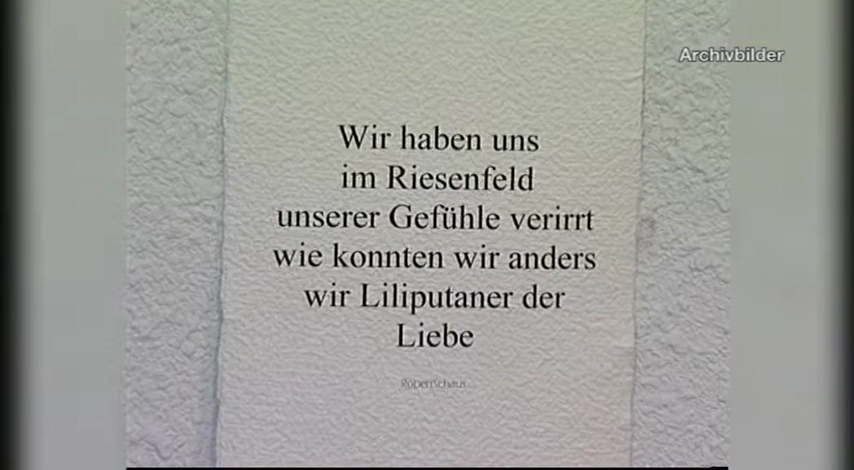 Archivbilder
Wir haben uns
im Riesenfeld
unserer Gefühle verirrt
wie konnten wir anders
wir Liliputaner der
Liebe